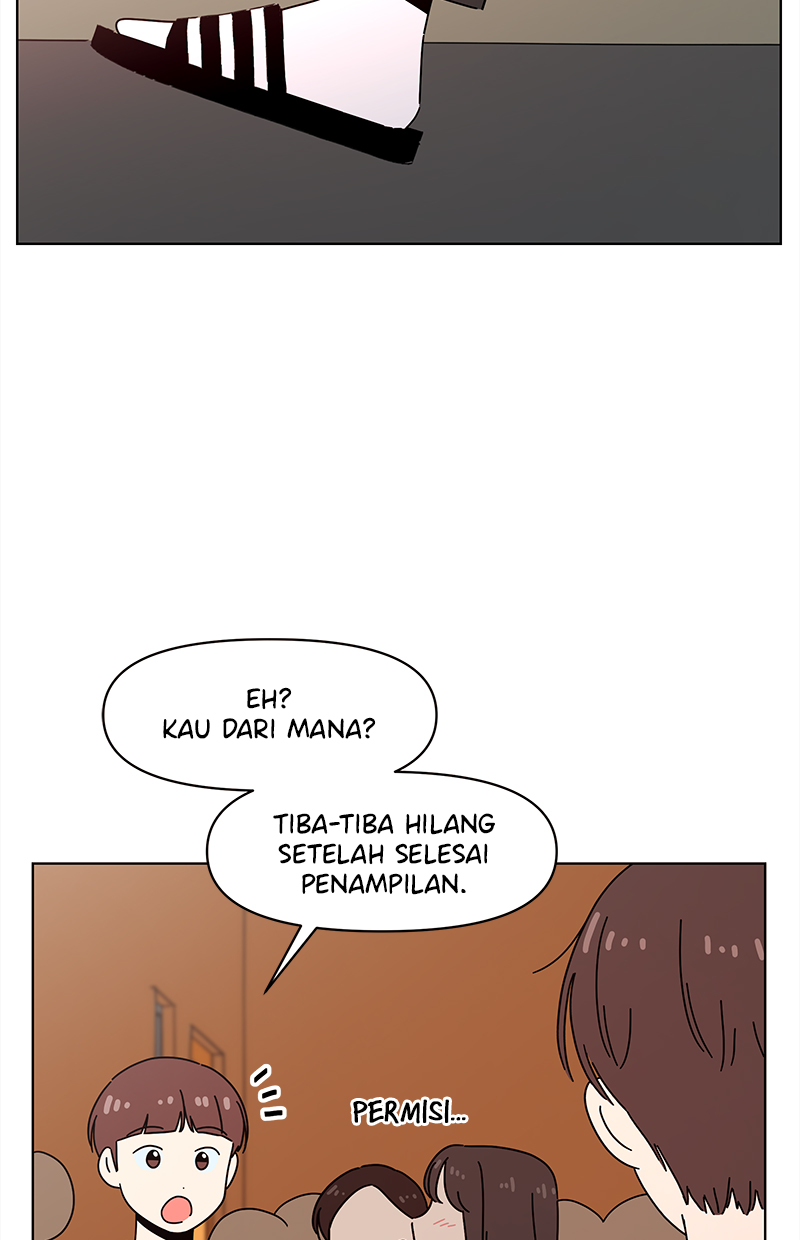 EH?
KAU DARI MANA?
TIBA-TIBA HILANG
SETELAH SELESAI
PENAMPILAN.
PERMISI...